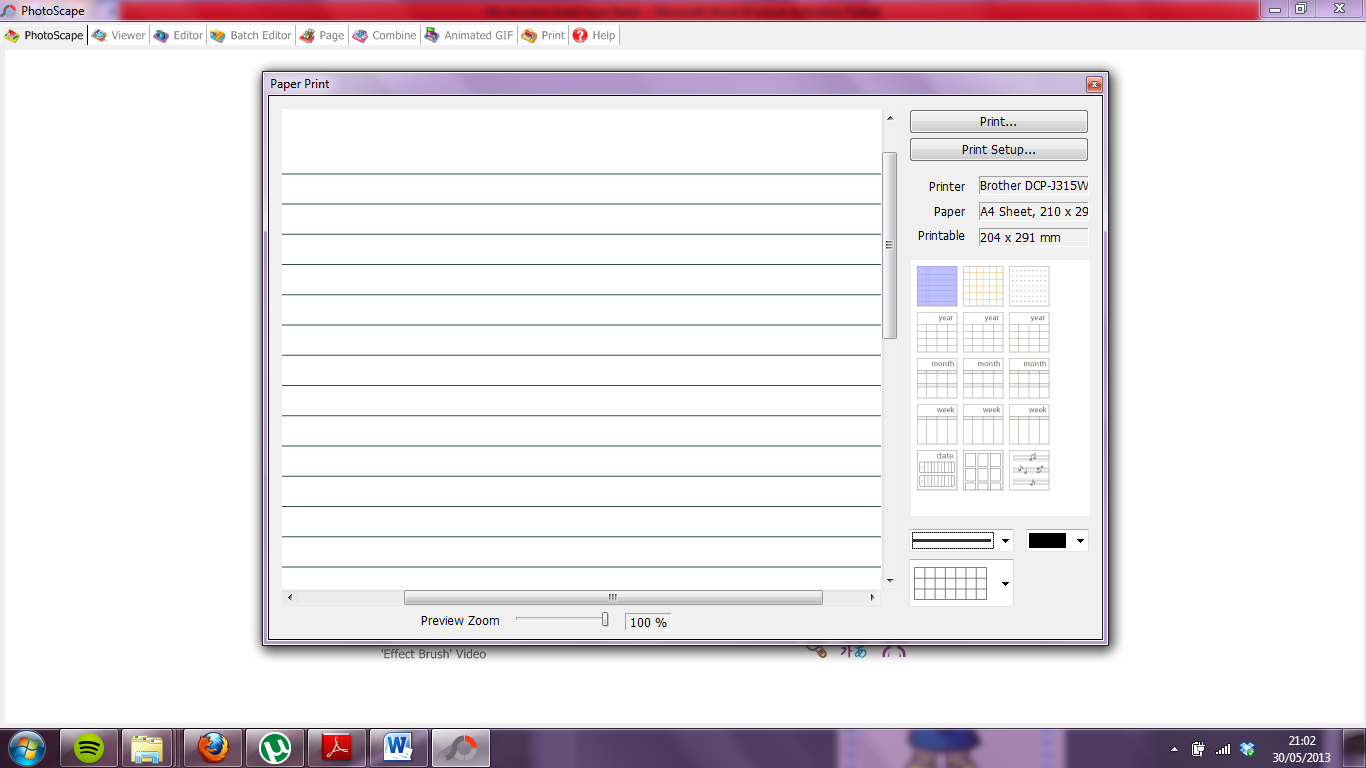 PhotoScape
PhotoScape Viewer Editor Batch Editor Page Combine Animated GIF Print Help
Paper Print
Print...
Print Setup...
Printer Brother DCP-J315W
Paper A4 Sheet, 210 x 29
Printable 204 x 291 mm
year year year
month month month
week week week
date
Preview Zoom 100 %
'Effect Brush' Video
가あ
21:02
30/05/2013